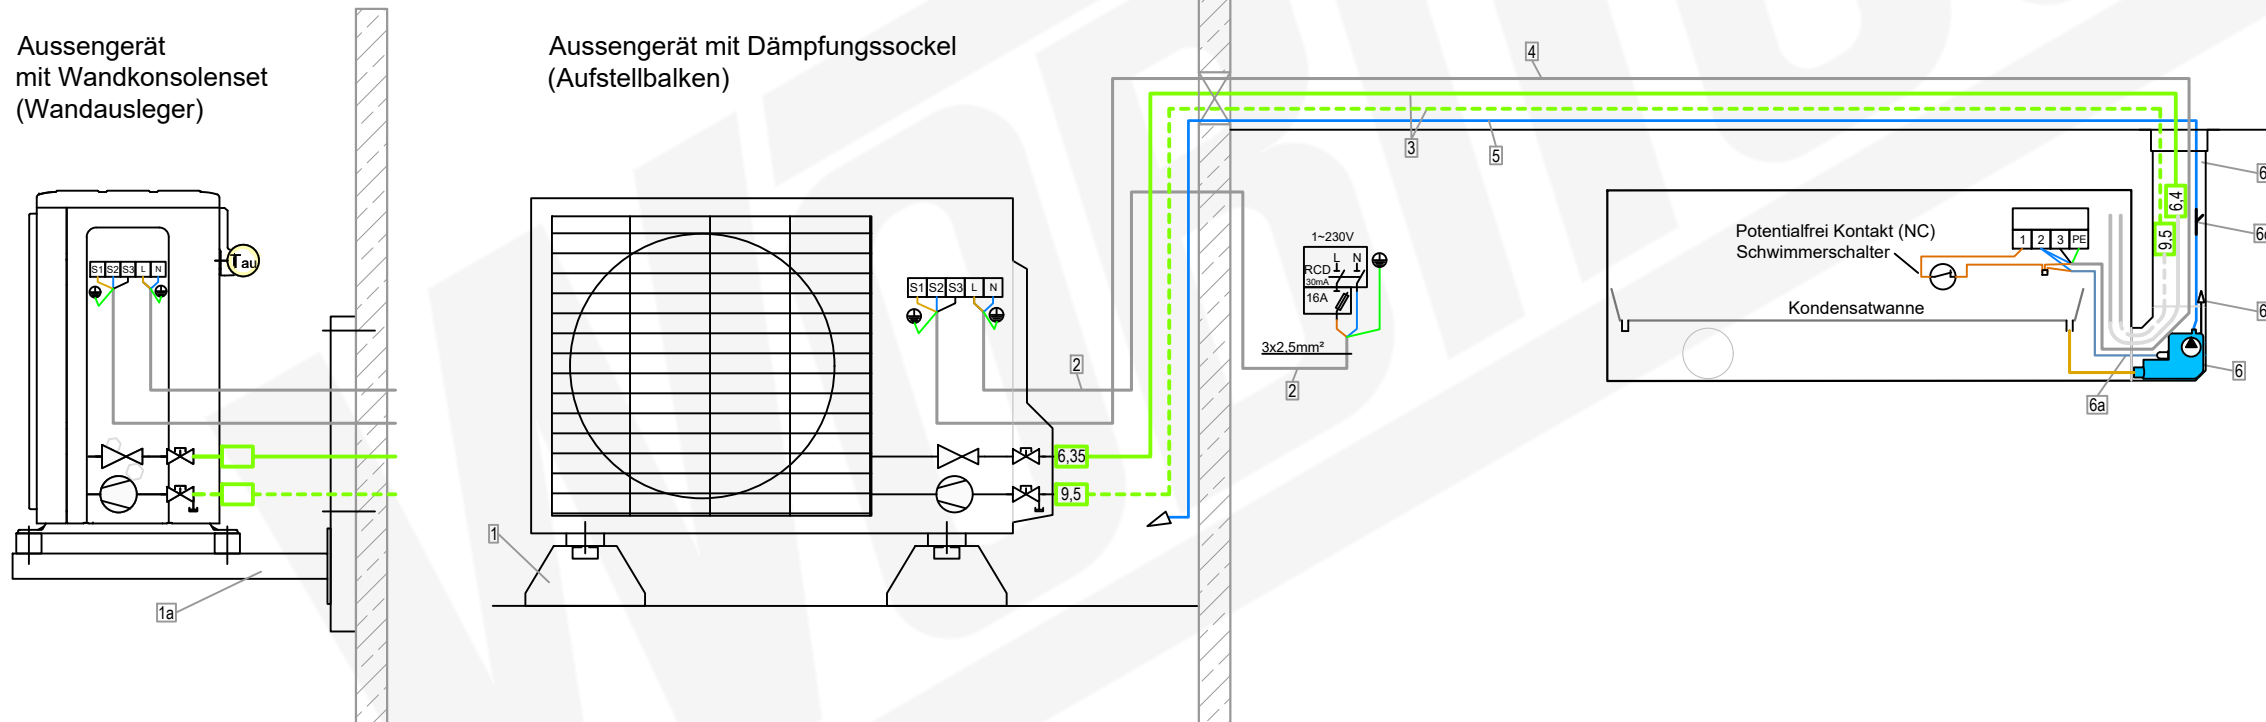 Aussengerät
mit Wandkonsolenset
(Wandausleger)
Aussengerät mit Dämpfungssockel
(Aufstellbalken)
4
3
5
6
Tau
S1 S2 S3 L N
S1 S2 S3 L N
1~230V
L N
RCD
30mA
16A
3x2,5mm²
2
2
Potentialfrei Kontakt (NC)
Schwimmerschalter
1 2 3 PE
Kondensatwanne
6,4
9,5
6
6
6a
6,35
9,5
1
1a